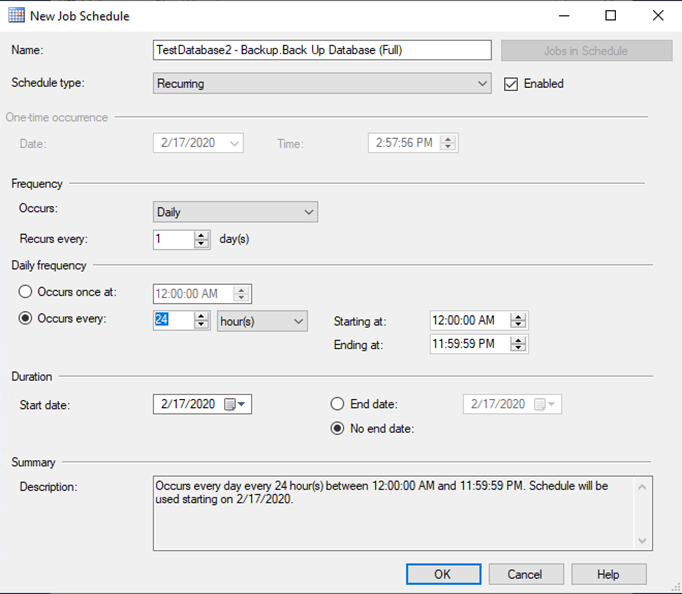 New Job Schedule
Name: TestDatabase2 - Backup.Back Up Database (Full) Jobs in Schedule
Schedule type: Recurring Enabled
One-time occurrence
Date: 2/17/2020 Time: 2:57:56 PM
Frequency
Occurs: Daily
Recurs every: 1 day(s)
Daily frequency
Occurs once at: 12:00:00 AM
Occurs every: 24 hour(s) Starting at: 12:00:00 AM
Ending at: 11:59:59 PM
Duration
Start date: 2/17/2020 End date: 2/17/2020
No end date:
Summary
Description: Occurs every day every 24 hour(s) between 12:00:00 AM and 11:59:59 PM. Schedule will be
used starting on 2/17/2020.
OK Cancel Help